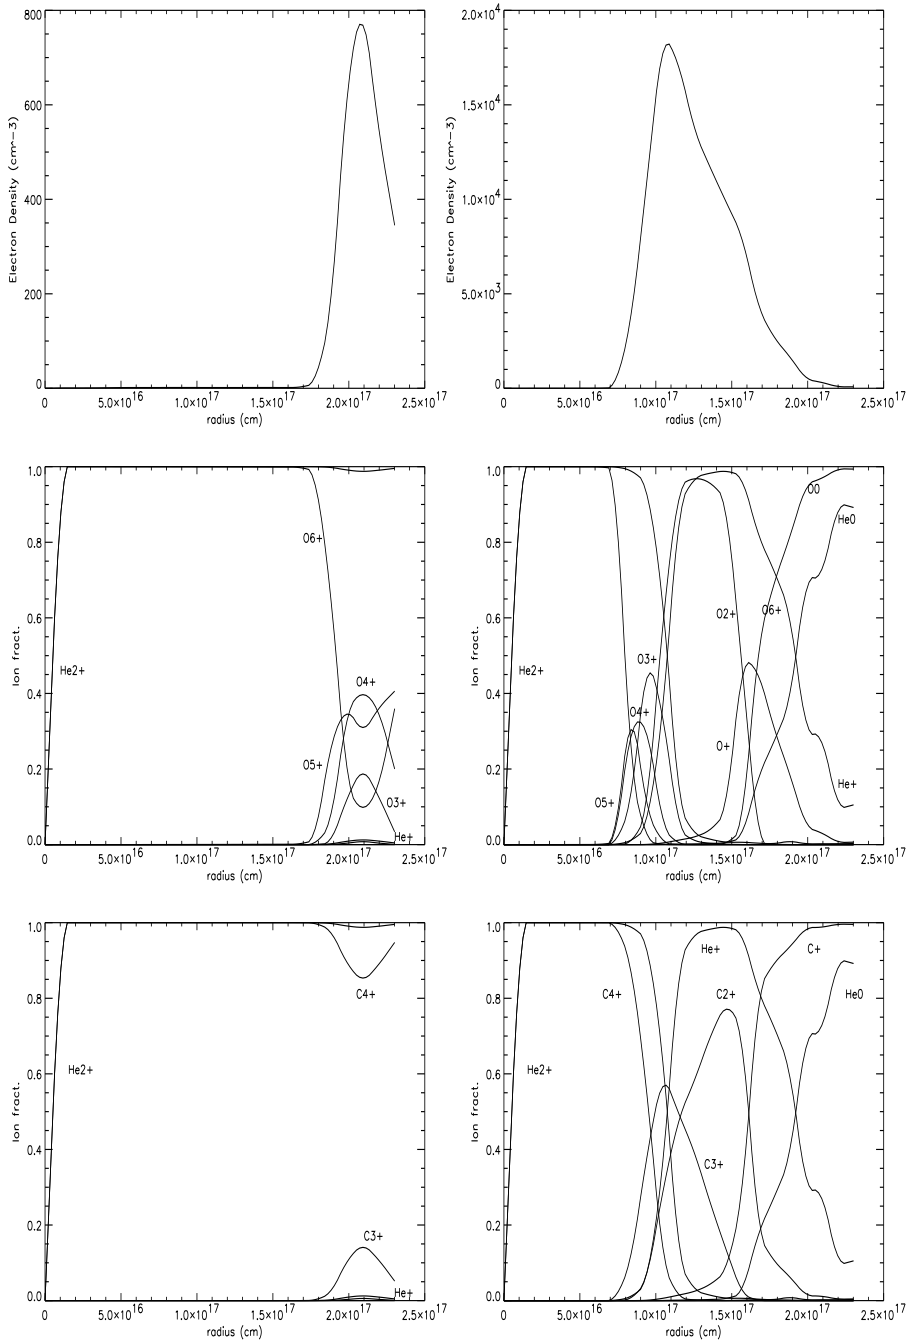 800
600
400
200
0
Electron Density (cm^-3)
0 5.0×10^16 1.0×10^17 1.5×10^17 2.0×10^17 2.5×10^17
radius (cm)
2.0×10^4
1.5×10^4
1.0×10^4
5.0×10^3
0
Electron Density (cm^-3)
0 5.0×10^16 1.0×10^17 1.5×10^17 2.0×10^17 2.5×10^17
radius (cm)
1.0
0.8
0.6
0.4
0.2
0.0
Ion fract.
O6+
He2+
O4+
O5+
O3+
He+
0 5.0×10^16 1.0×10^17 1.5×10^17 2.0×10^17 2.5×10^17
radius (cm)
1.0
0.8
0.6
0.4
0.2
0.0
Ion fract.
O0
He0
O2+
O6+
O3+
He2+
O4+
O+
He+
O5+
0 5.0×10^16 1.0×10^17 1.5×10^17 2.0×10^17 2.5×10^17
radius (cm)
1.0
0.8
0.6
0.4
0.2
0.0
Ion fract.
C4+
He2+
C3+
He+
0 5.0×10^16 1.0×10^17 1.5×10^17 2.0×10^17 2.5×10^17
radius (cm)
1.0
0.8
0.6
0.4
0.2
0.0
Ion fract.
He+
C+
C4+
C2+
He0
He2+
C3+
0 5.0×10^16 1.0×10^17 1.5×10^17 2.0×10^17 2.5×10^17
radius (cm)